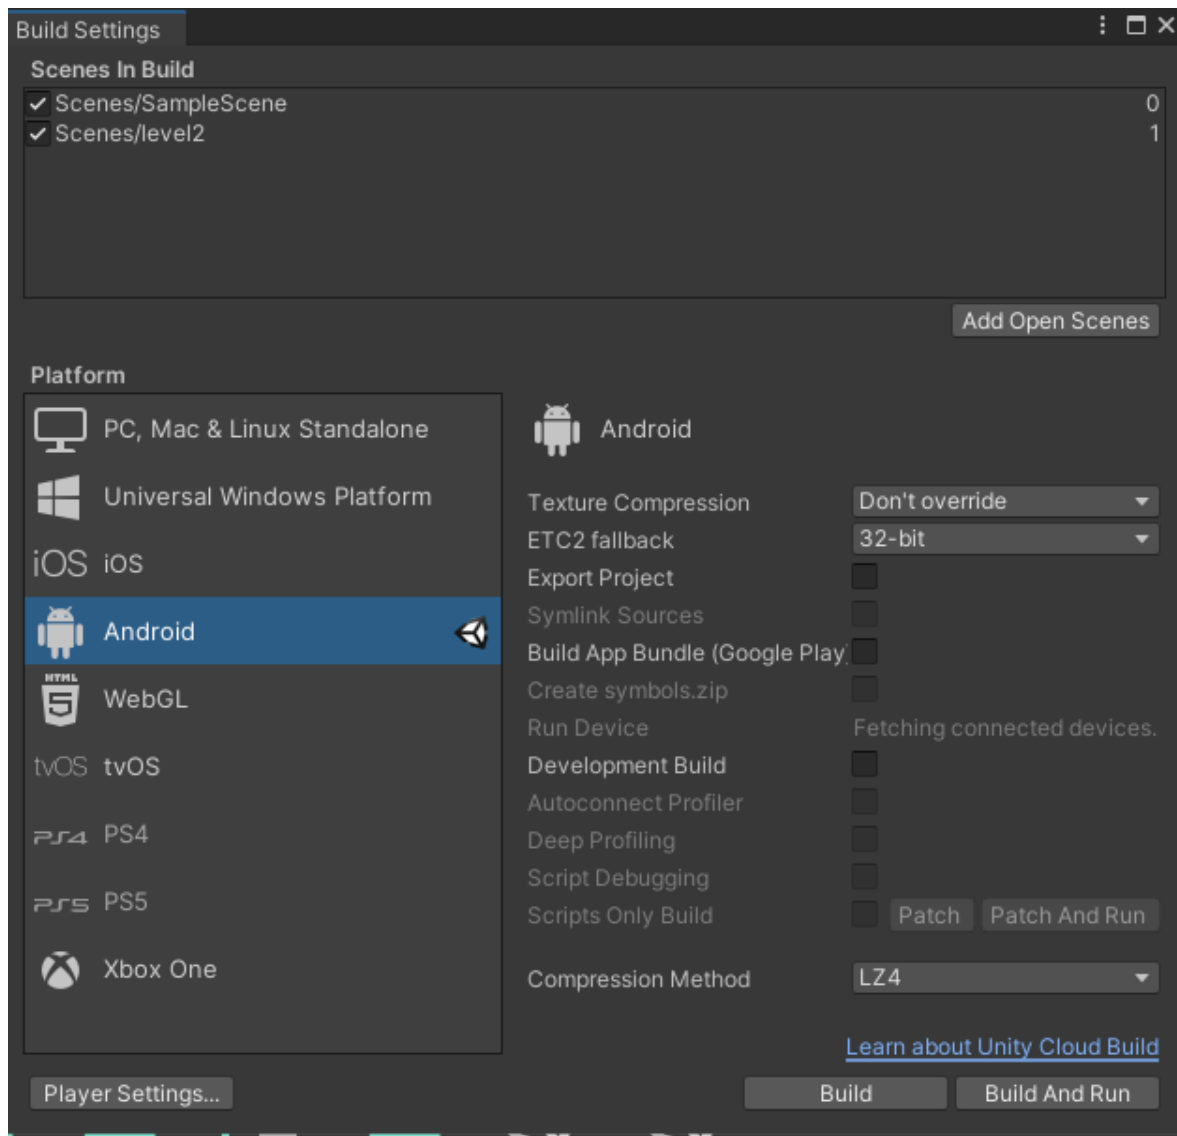 Build Settings
Scenes In Build
Scenes/SampleScene 0
Scenes/level2 1
Add Open Scenes
Platform
PC, Mac & Linux Standalone
Universal Windows Platform
iOS iOS
Android
HTML 5 WebGL
tvOS tvOS
PS4 PS4
PS5 PS5
Xbox One
Android
Texture Compression Don't override
ETC2 fallback 32-bit
Export Project
Symlink Sources
Build App Bundle (Google Play)
Create symbols.zip
Run Device Fetching connected devices.
Development Build
Autoconnect Profiler
Deep Profiling
Script Debugging
Scripts Only Build Patch Patch And Run
Compression Method LZ4
Learn about Unity Cloud Build
Player Settings... Build Build And Run